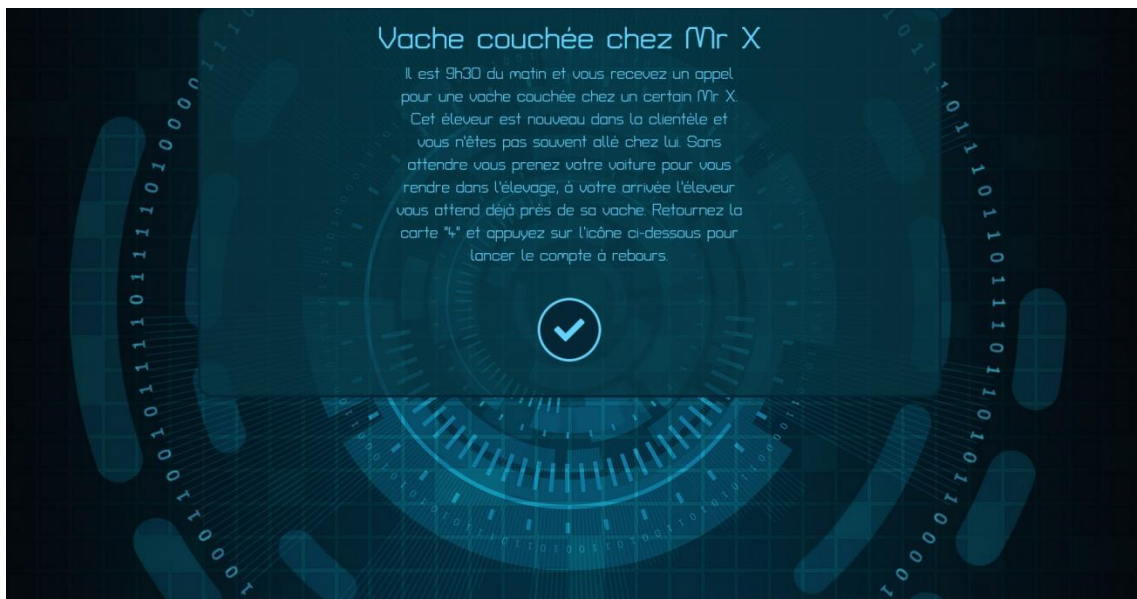 Vache couchée chez Mr X
Il est 9h30 du matin et vous recevez un appel
pour une vache couchée chez un certain Mr X.
Cet éleveur est nouveau dans la clientèle et
vous n'êtes pas souvent allé chez lui. Sans
attendre vous prenez votre voiture pour vous
rendre dans l'élevage, à votre arrivée l'éleveur
vous attend déjà près de sa vache. Retournez la
carte "4" et appuyez sur l'icône ci-dessous pour
lancer le compte à rebours.